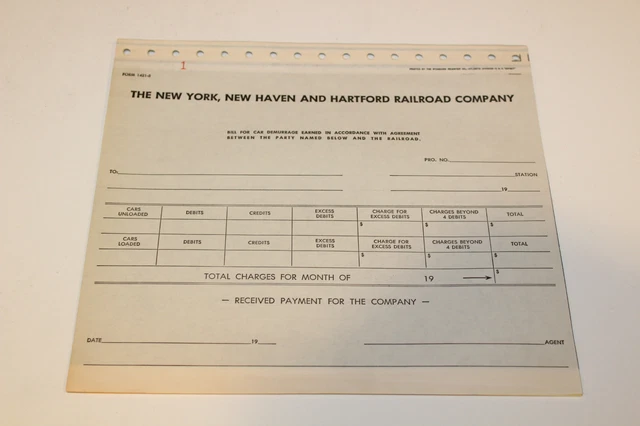 1
FORM 1401-8
THE NEW YORK, NEW HAVEN AND HARTFORD RAILROAD COMPANY
BILL FOR CAR DEMURRAGE EARNED IN ACCORDANCE WITH AGREEMENT
BETWEEN THE PARTY NAMED BELOW AND THE RAILROAD.
PRO. NO.
TO: STATION
19
CARS UNLOADED DEBITS CREDITS EXCESS DEBITS CHARGE FOR EXCESS DEBITS CHARGES BEYOND 4 DEBITS TOTAL
$ $ $
CARS LOADED DEBITS CREDITS EXCESS DEBITS CHARGE FOR EXCESS DEBITS CHARGES BEYOND 4 DEBITS TOTAL
$ $ $
TOTAL CHARGES FOR MONTH OF 19 $
— RECEIVED PAYMENT FOR THE COMPANY —
DATE 19 AGENT